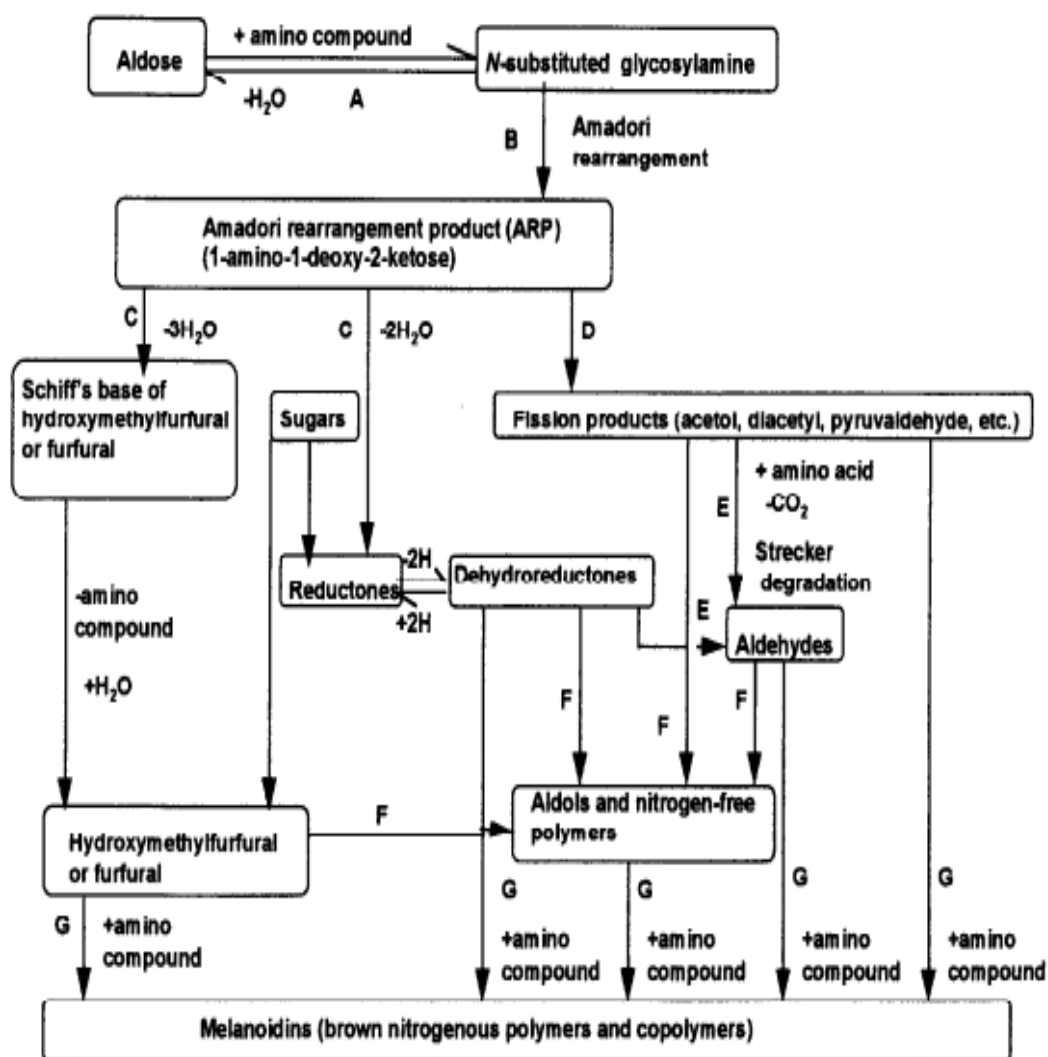 + amino compound
Aldose
N-substituted glycosylamine
-H2O
A
B
Amadori
rearrangement
Amadori rearrangement product (ARP)
(1-amino-1-deoxy-2-ketose)
C
-3H2O
C
-2H2O
D
Schiff's base of
hydroxymethylfurfural
or furfural
Sugars
Fission products (acetol, diacetyl, pyruvaldehyde, etc.)
+ amino acid
-CO2
E
Strecker
degradation
-2H
Reductones
Dehydroreductones
+2H
E
Aldehydes
-amino
compound
+H2O
F
F
F
Aldols and nitrogen-free
polymers
F
Hydroxymethylfurfural
or furfural
G
+amino
compound
G
+amino
compound
G
+amino
compound
G
+amino
compound
G
+amino
compound
Melanoidins (brown nitrogenous polymers and copolymers)